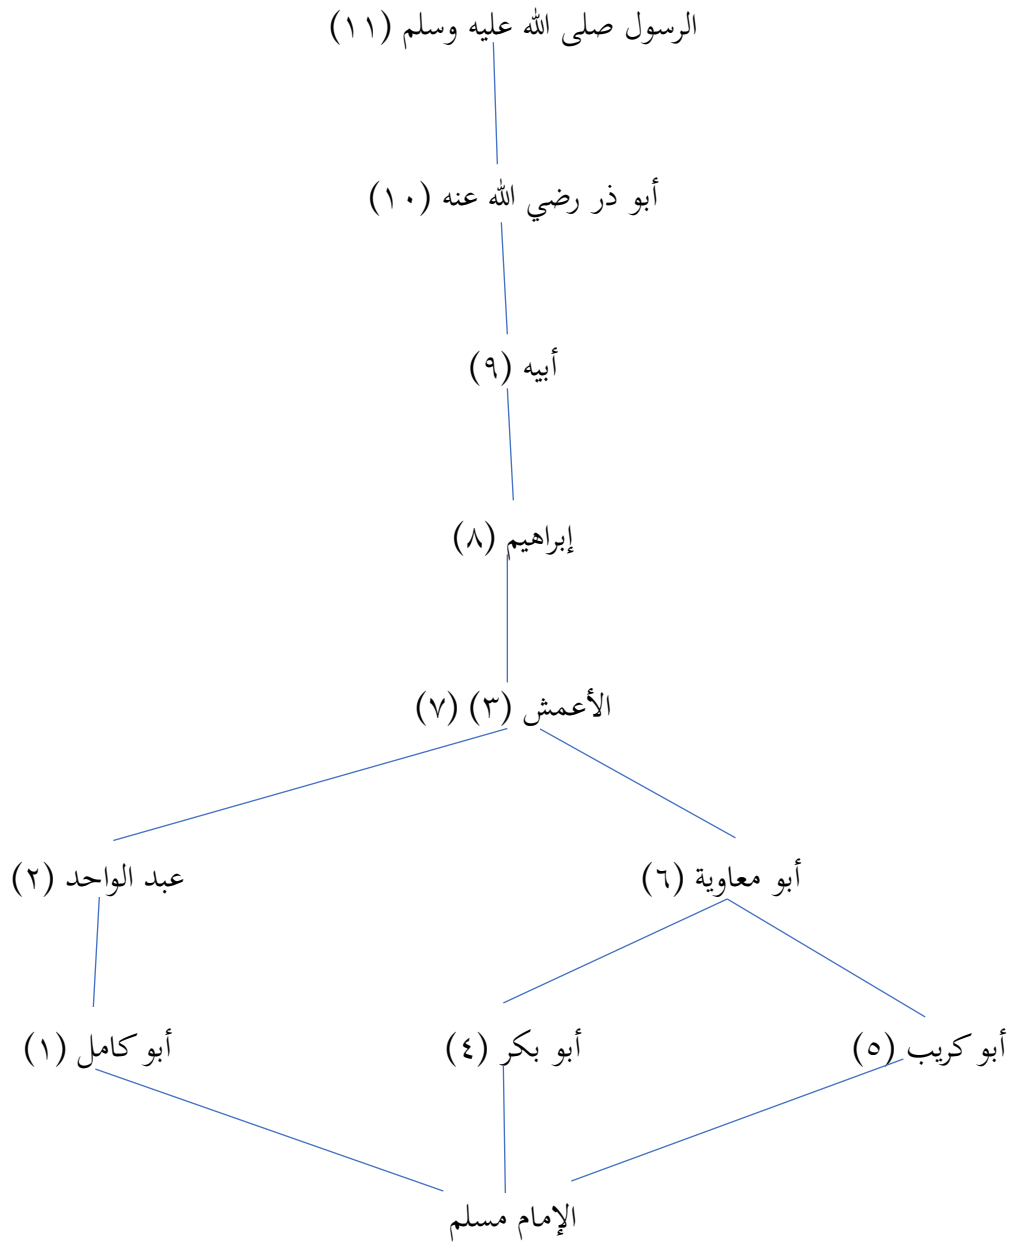 الرسول صلى الله عليه وسلم (١١)
أبو ذر رضي الله عنه (١٠)
أبيه (٩)
إبراهيم (٨)
الأعمش (٣) (٧)
أبو معاوية (٦)
عبد الواحد (٢)
أبو كريب (٥)
أبو بكر (٤)
أبو كامل (١)
الإمام مسلم